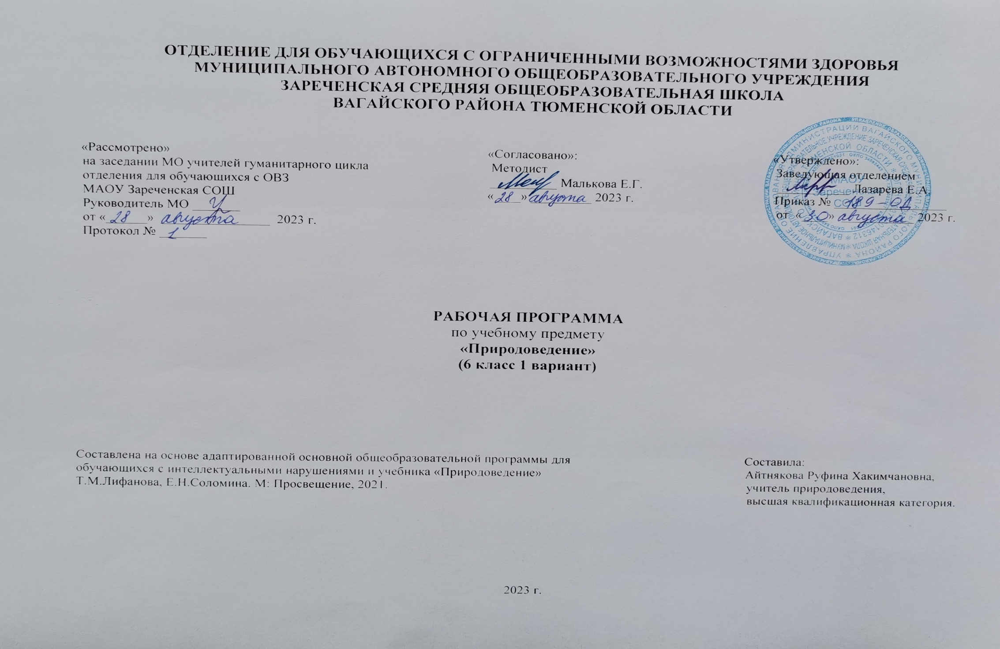 ОТДЕЛЕНИЕ ДЛЯ ОБУЧАЮЩИХСЯ С ОГРАНИЧЕННЫМИ ВОЗМОЖНОСТЯМИ ЗДОРОВЬЯ
МУНИЦИПАЛЬНОГО АВТОНОМНОГО ОБЩЕОБРАЗОВАТЕЛЬНОГО УЧРЕЖДЕНИЯ
ЗАРЕЧЕНСКАЯ СРЕДНЯЯ ОБЩЕОБРАЗОВАТЕЛЬНАЯ ШКОЛА
ВАГАЙСКОГО РАЙОНА ТЮМЕНСКОЙ ОБЛАСТИ
«Рассмотрено»
на заседании МО учителей гуманитарного цикла
отделения для обучающихся с ОВЗ
МАОУ Зареченская СОШ
Руководитель МО
от «28» августа 2023 г.
Протокол № 1
«Согласовано»:
Методист
Малькова Е.Г.
«28» августа 2023 г.
«Утверждено»:
Заведующая отделением
Лазарева Е.А.
Приказ № 189-ОД
от «30» августа 2023 г.
МАОУ
Зареченская
СОШ
РАБОЧАЯ ПРОГРАММА
по учебному предмету
«Природоведение»
(6 класс 1 вариант)
Составлена на основе адаптированной основной общеобразовательной программы для
обучающихся с интеллектуальными нарушениями и учебника «Природоведение»
Т.М.Лифанова, Е.Н.Соломина. М: Просвещение, 2021.
Составила:
Айтнякова Руфина Хакимчановна,
учитель природоведения,
высшая квалификационная категория.
2023 г.